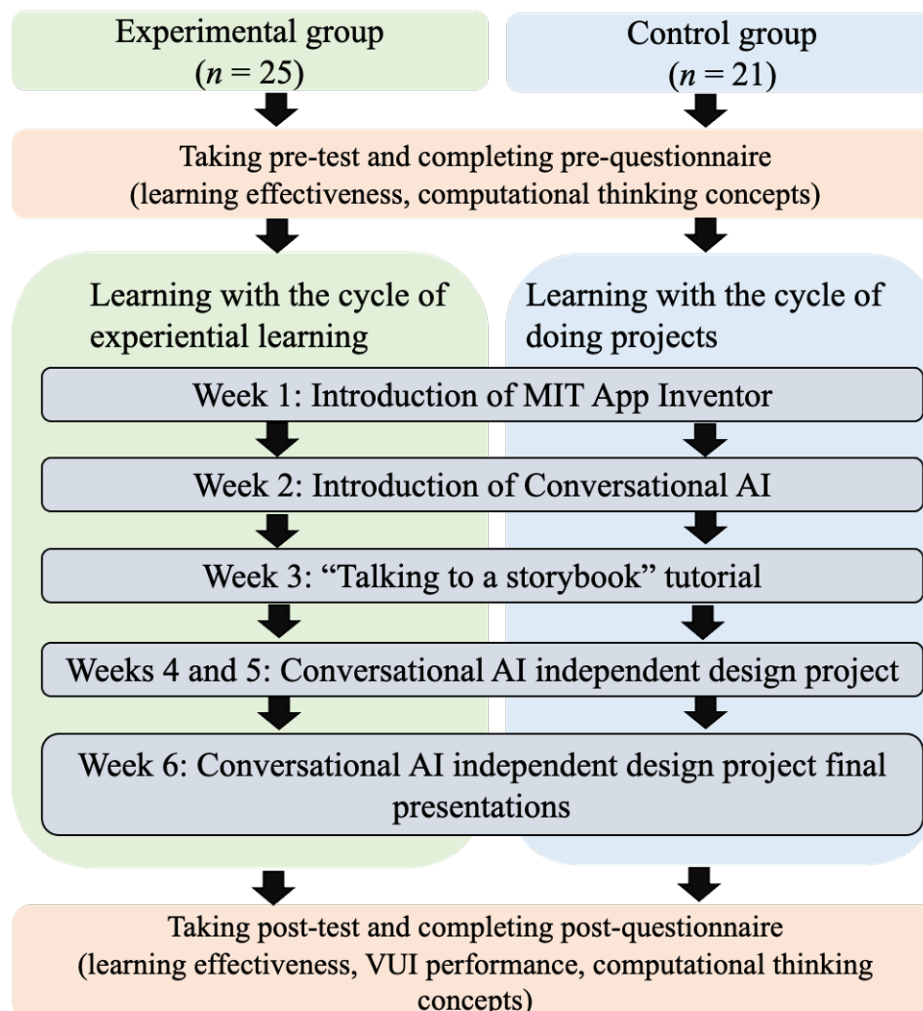 Experimental group
(n = 25)
Control group
(n = 21)
Taking pre-test and completing pre-questionnaire
(learning effectiveness, computational thinking concepts)
Learning with the cycle of
experiential learning
Learning with the cycle of
doing projects
Week 1: Introduction of MIT App Inventor
Week 2: Introduction of Conversational AI
Week 3: “Talking to a storybook” tutorial
Weeks 4 and 5: Conversational AI independent design project
Week 6: Conversational AI independent design project final
presentations
Taking post-test and completing post-questionnaire
(learning effectiveness, VUI performance, computational thinking
concepts)